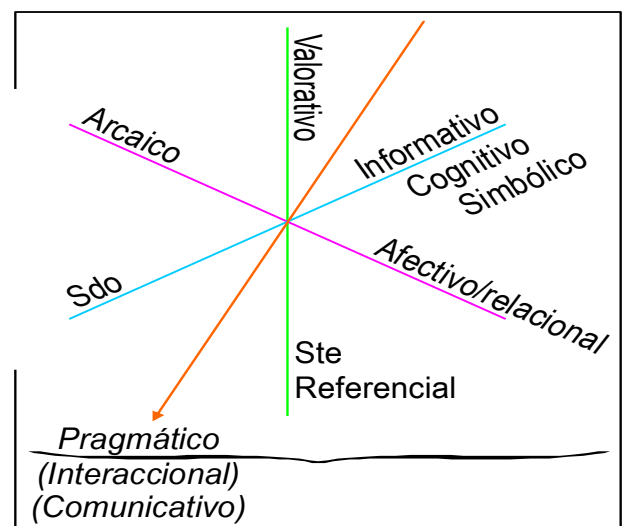 Valorativo
Arcaico
Informativo
Cognitivo
Simbólico
Sdo
Afectivo/relacional
Ste
Referencial
Pragmático
(Interaccional)
(Comunicativo)